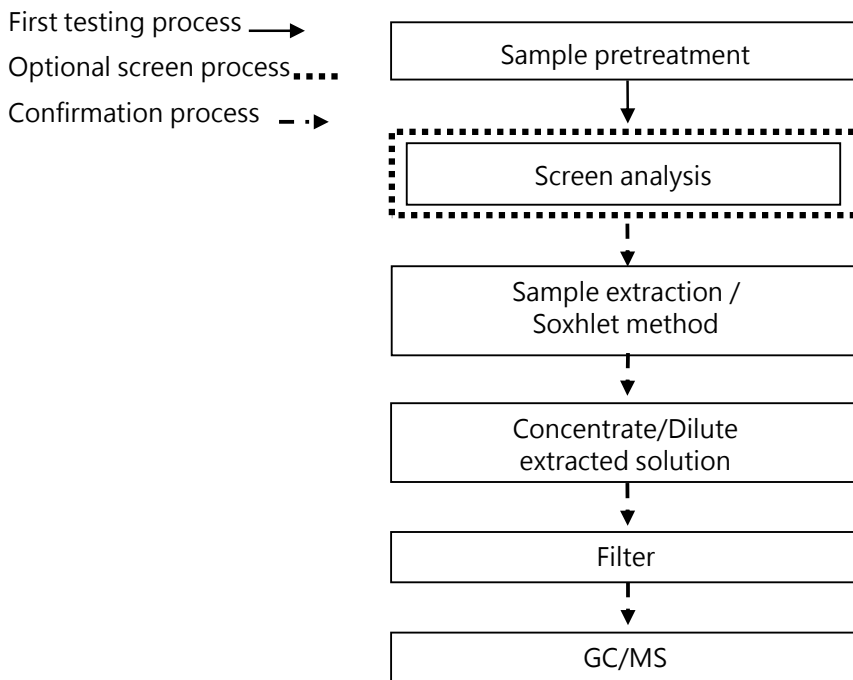 First testing process
Optional screen process
Confirmation process
Sample pretreatment
Screen analysis
Sample extraction /
Soxhlet method
Concentrate/Dilute
extracted solution
Filter
GC/MS